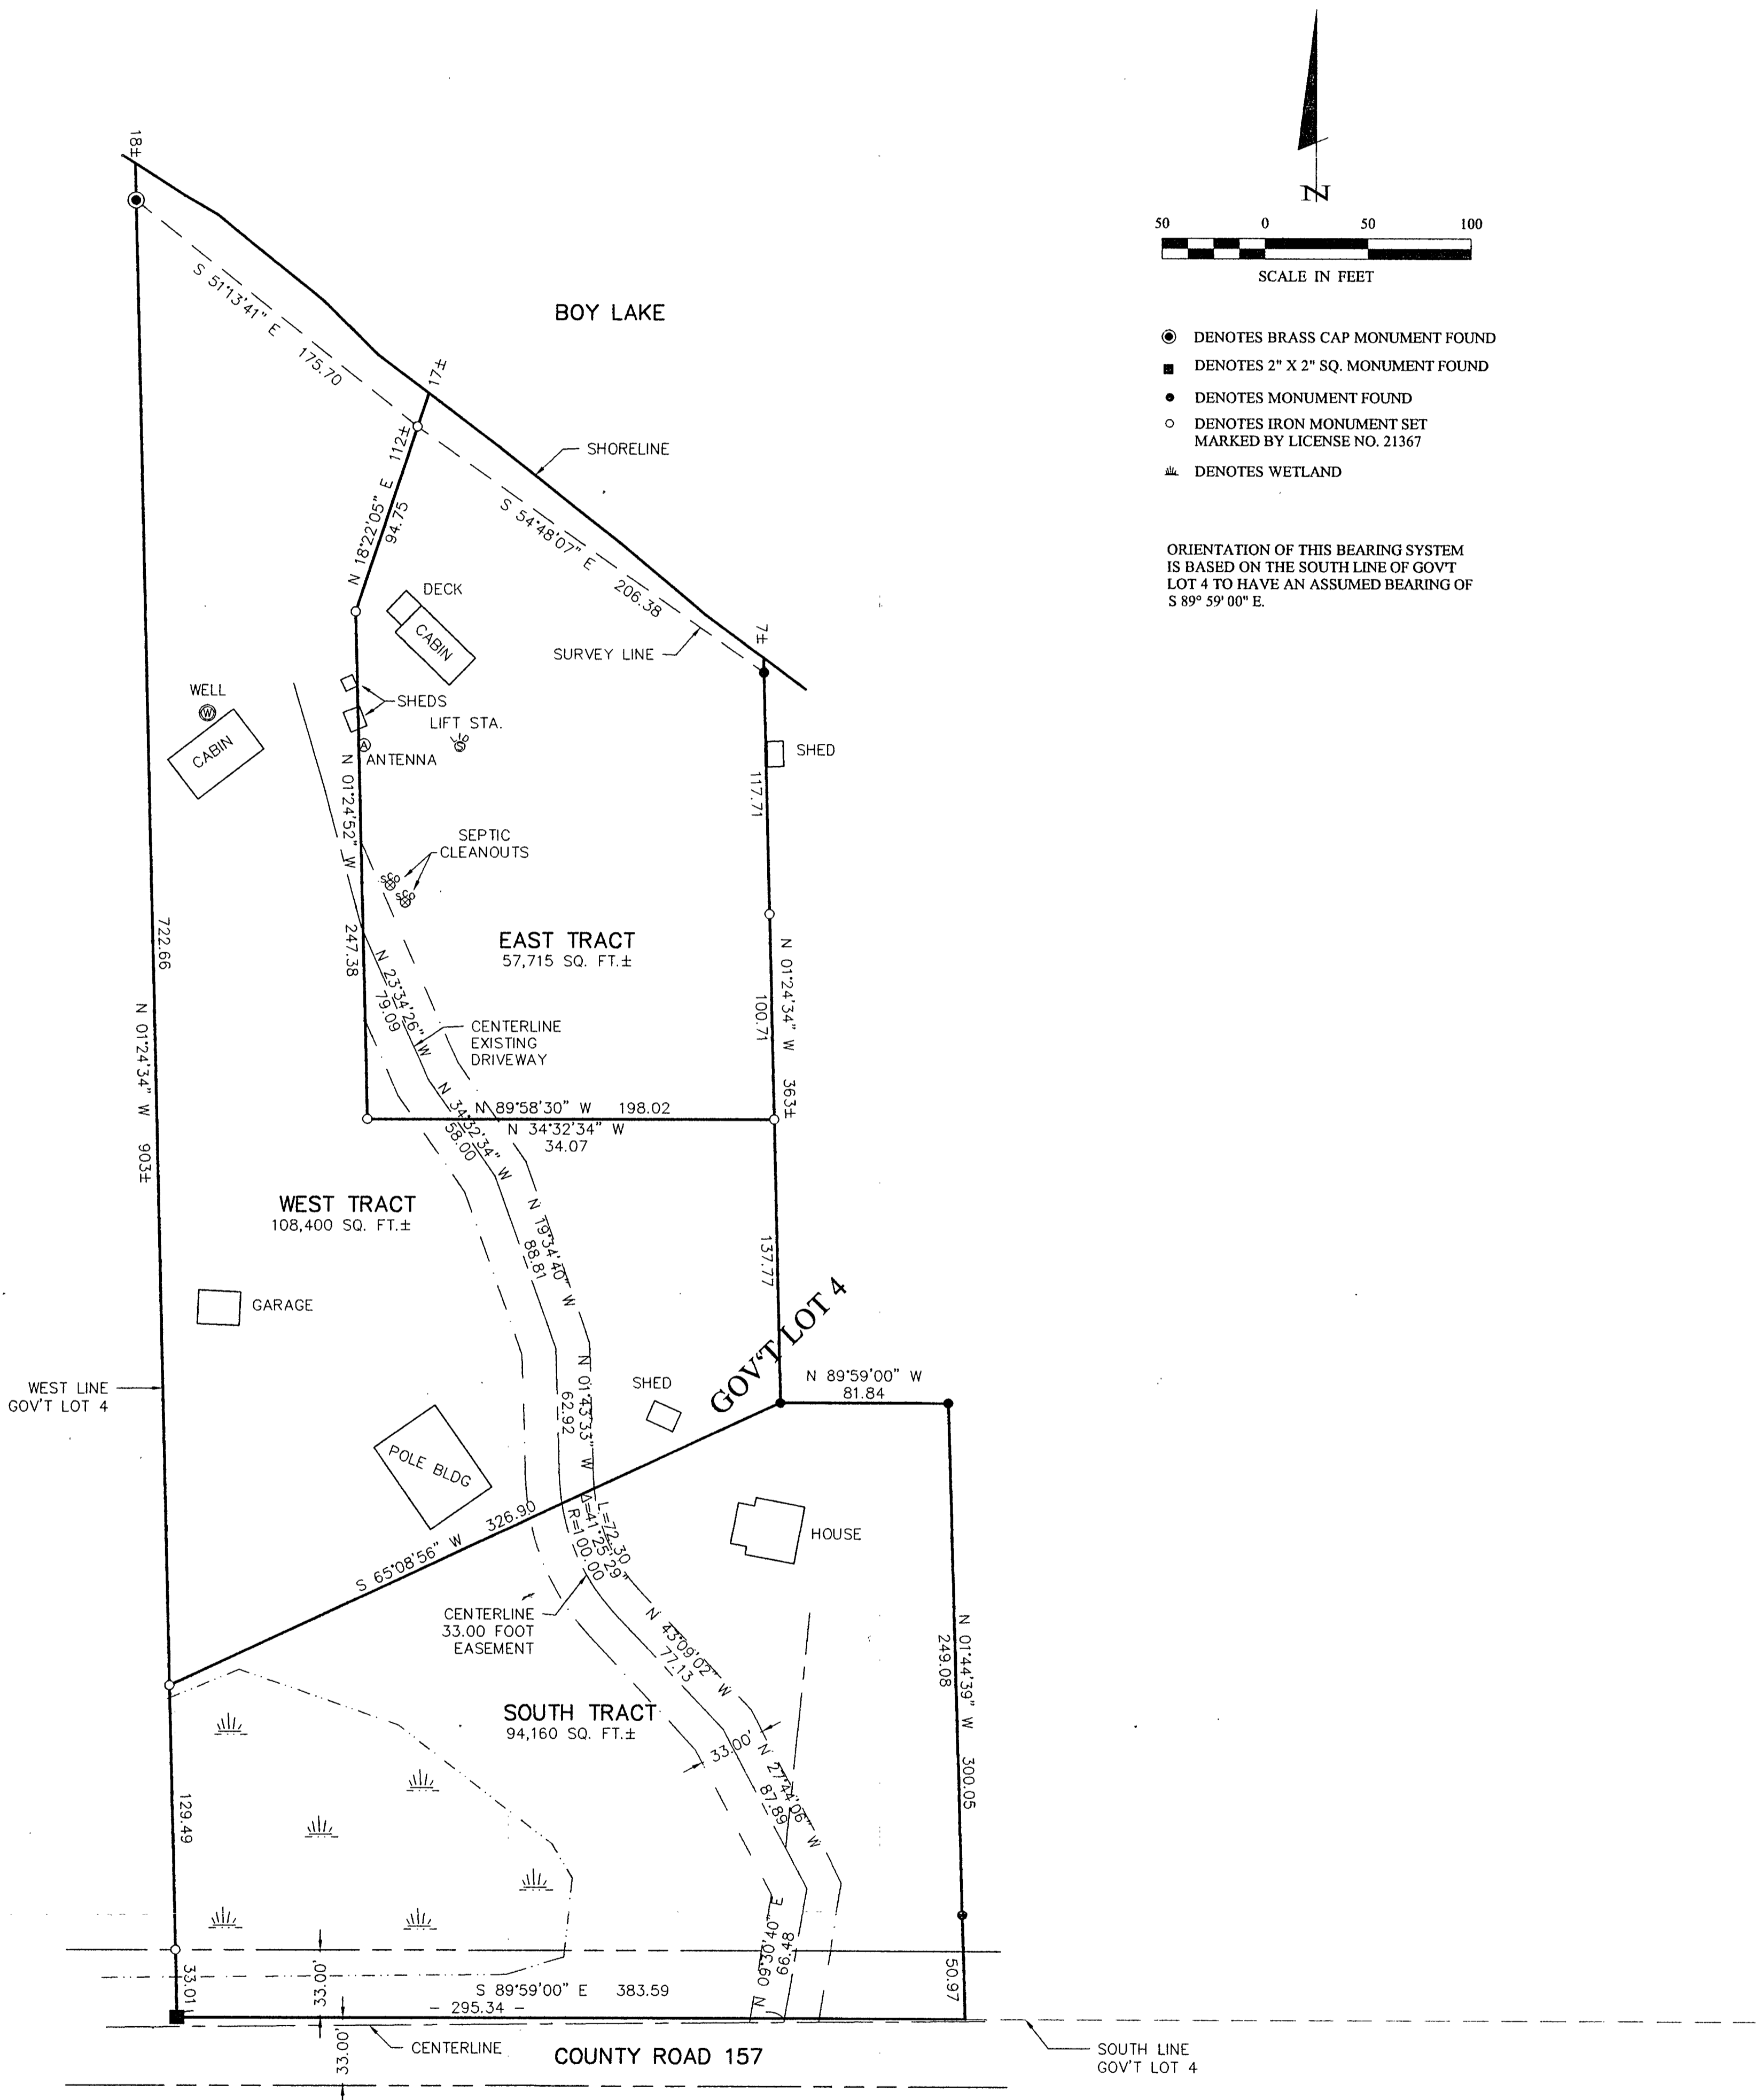 N
50 0 50 100
SCALE IN FEET
DENOTES BRASS CAP MONUMENT FOUND
DENOTES 2" X 2" SQ. MONUMENT FOUND
DENOTES MONUMENT FOUND
DENOTES IRON MONUMENT SET
MARKED BY LICENSE NO. 21367
DENOTES WETLAND
ORIENTATION OF THIS BEARING SYSTEM
IS BASED ON THE SOUTH LINE OF GOV'T
LOT 4 TO HAVE AN ASSUMED BEARING OF
S 89° 59' 00" E.
18±
S 51°13'41" E 175.70
BOY LAKE
17±
112±
N 18°22'05" E
94.75
SHORELINE
S 54°48'07" E 206.38
DECK
CABIN
SURVEY LINE
7±
WELL
W
CABIN
SHEDS
LIFT STA.
S
A
ANTENNA
SHED
117.71
N 01°24'52" W
247.38
SEPTIC
CLEANOUTS
SCO
SCO
722.66
N 01°24'34" W 903±
EAST TRACT
57,715 SQ. FT.±
N 23°34'26" W
79.09
CENTERLINE
EXISTING
DRIVEWAY
N 01°24'34" W 363±
100.71
N 89°58'30" W 198.02
N 34°32'34" W
34.07
N 34°32'34" W
58.00
WEST TRACT
108,400 SQ. FT.±
N 19°34'40" W
88.81
137.77
GARAGE
GOV'T LOT 4
WEST LINE
GOV'T LOT 4
N 01°43'33" W
62.92
SHED
N 89°59'00" W
81.84
POLE BLDG
S 65°08'56" W 326.90
L=72.30
Δ=41°25'29"
R=100.00
HOUSE
CENTERLINE
33.00 FOOT
EASEMENT
N 43°09'02" W
77.13
N 01°44'39" W 300.05
249.08
SOUTH TRACT
94,160 SQ. FT.±
33.00'
N 27°44'06" W
87.89
129.49
N 09°30'40" E
66.48
50.97
33.01
33.00'
S 89°59'00" E 383.59
- 295.34 -
33.00'
CENTERLINE
COUNTY ROAD 157
SOUTH LINE
GOV'T LOT 4